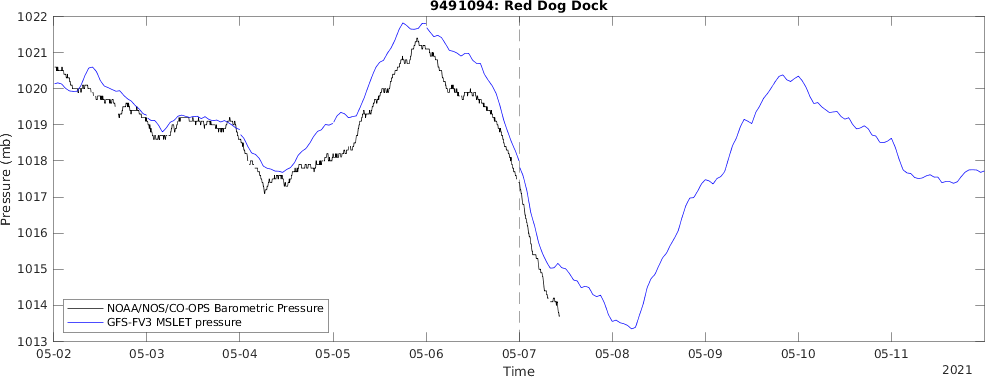 9491094: Red Dog Dock
Pressure (mb)
1022
1021
1020
1019
1018
1017
1016
1015
1014
1013
NOAA/NOS/CO-OPS Barometric Pressure
GFS-FV3 MSLET pressure
05-02 05-03 05-04 05-05 05-06 05-07 05-08 05-09 05-10 05-11
Time
2021